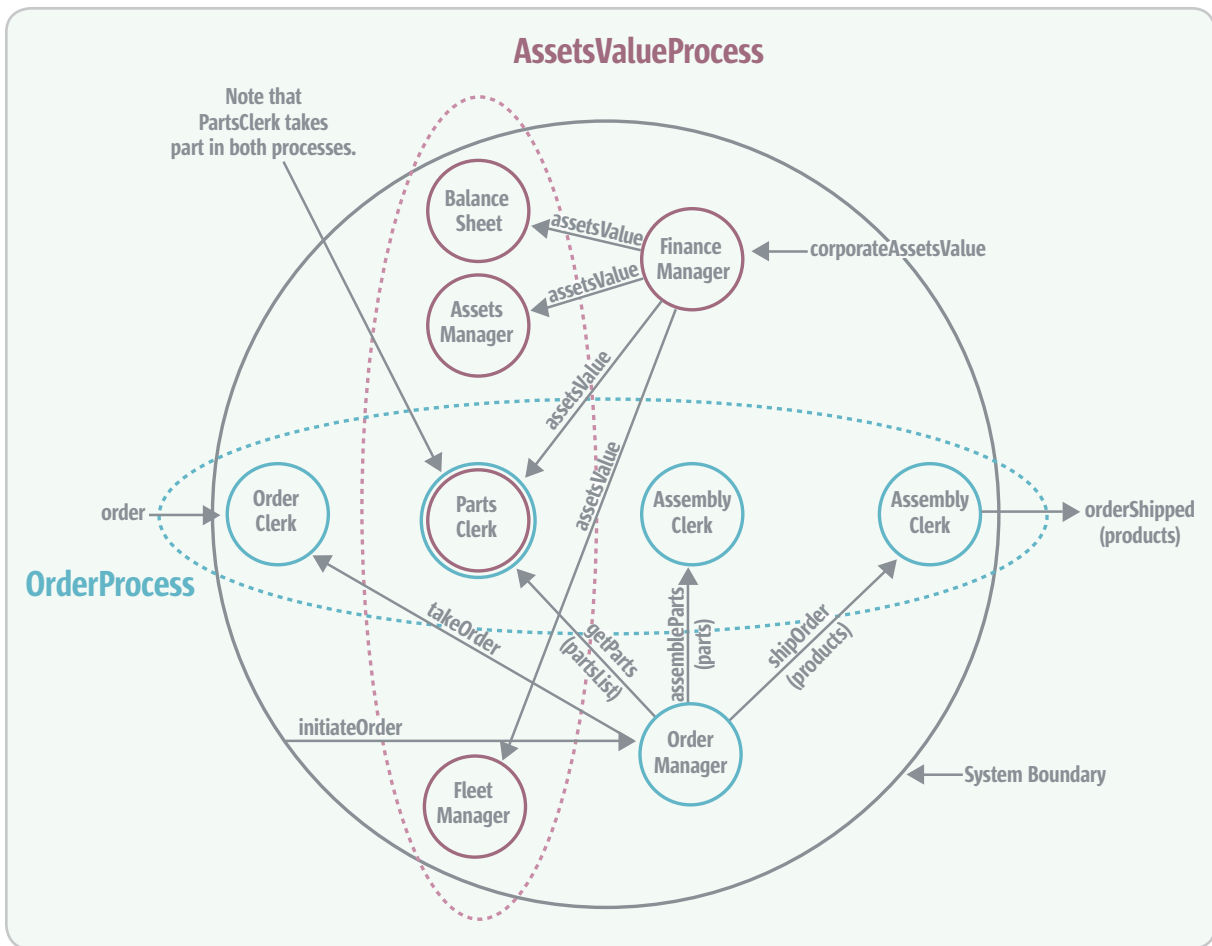 AssetsValueProcess
Note that
PartsClerk takes
part in both processes.
Balance
Sheet
assetsValue
Finance
Manager
corporateAssetsValue
assetsValue
Assets
Manager
assetsValue
assetsValue
order
Order
Clerk
Parts
Clerk
Assembly
Clerk
Assembly
Clerk
orderShipped
(products)
OrderProcess
takeOrder
getParts
(partsList)
assembleParts
(parts)
shipOrder
(products)
initiateOrder
Order
Manager
System Boundary
Fleet
Manager